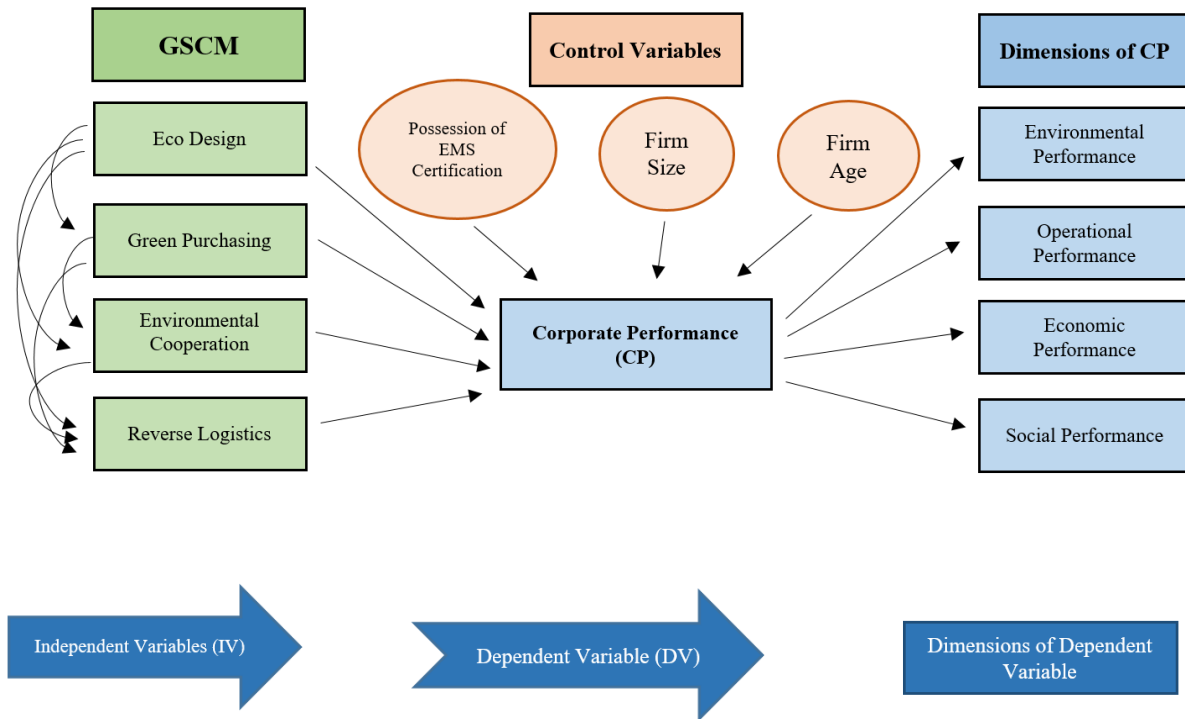 GSCM
Control Variables
Dimensions of CP
Eco Design
Possession of
EMS
Certification
Firm
Size
Firm
Age
Environmental
Performance
Green Purchasing
Operational
Performance
Environmental
Cooperation
Corporate Performance
(CP)
Economic
Performance
Reverse Logistics
Social Performance
Independent Variables (IV)
Dependent Variable (DV)
Dimensions of Dependent
Variable